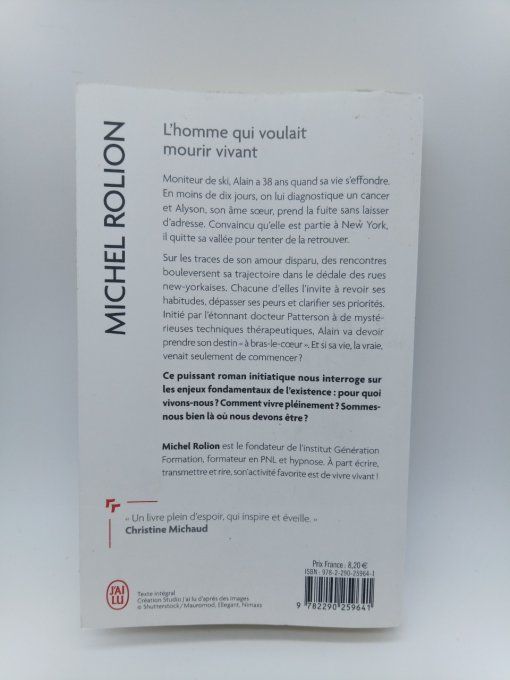 MICHEL ROLION
L'homme qui voulait
mourir vivant
Moniteur de ski, Alain a 38 ans quand sa vie s'effondre.
En moins de dix jours, on lui diagnostique un cancer
et Alyson, son âme sœur, prend la fuite sans laisser
d'adresse. Convaincu qu'elle est partie à New York,
il quitte sa vallée pour tenter de la retrouver.
Sur les traces de son amour disparu, des rencontres
bouleversent sa trajectoire dans le dédale des rues
new-yorkaises. Chacune d'elles l'invite à revoir ses
habitudes, dépasser ses peurs et clarifier ses priorités.
Initié par l'étonnant docteur Patterson à de mysté-
rieuses techniques thérapeutiques, Alain va devoir
prendre son destin « à bras-le-cœur ». Et si sa vie, la vraie,
venait seulement de commencer ?
Ce puissant roman initiatique nous interroge sur
les enjeux fondamentaux de l'existence : pour quoi
vivons-nous ? Comment vivre pleinement ? Sommes-
nous bien là où nous devons être ?
Michel Rolion est le fondateur de l'institut Génération
Formation, formateur en PNL et hypnose. À part écrire,
transmettre et rire, son activité favorite est de vivre vivant !
« Un livre plein d'espoir, qui inspire et éveille. »
Christine Michaud
J'AI
LU
Texte intégral
Création Studio J'ai lu d'après des images
© Shutterstock / Mauromod, Ellegant, Nimaxs
Prix France : 8,20 €
ISBN : 978-2-290-25964-1
9 782290 259641